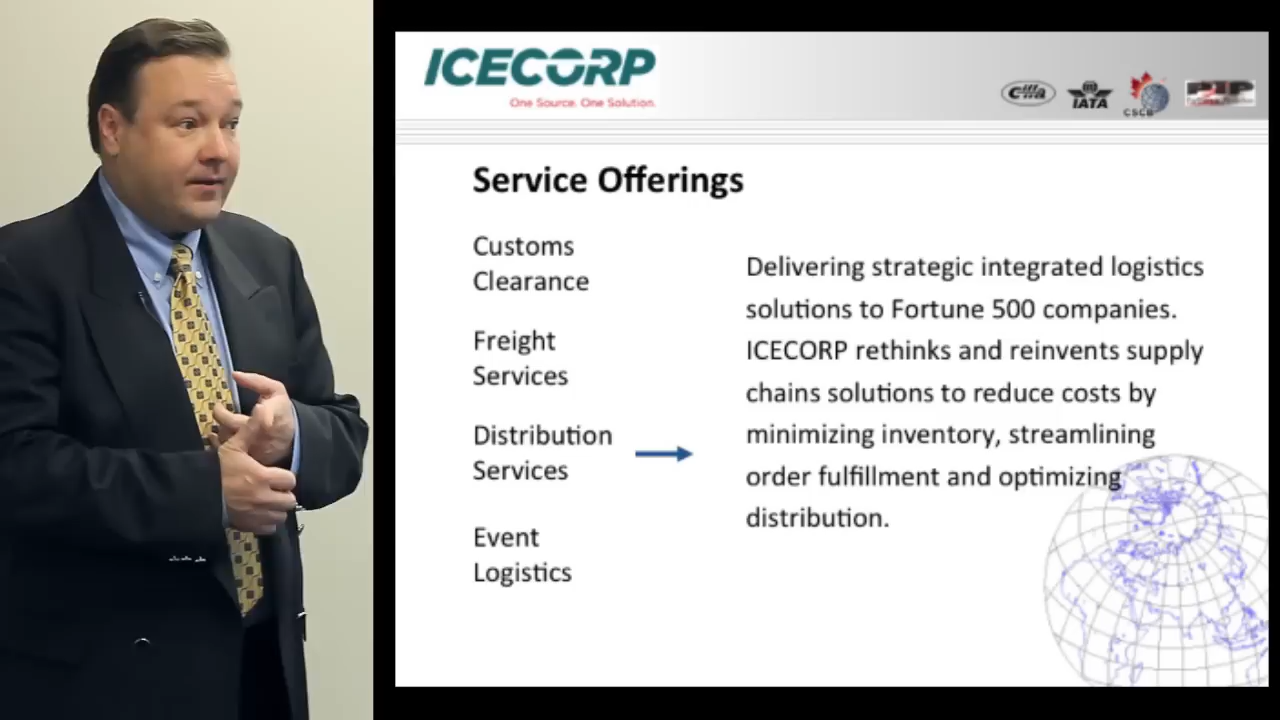 ICECORP
One Source. One Solution.
ciffa
IATA
CSCB
PIP
Service Offerings
Customs
Clearance
Freight
Services
Distribution
Services
Event
Logistics
Delivering strategic integrated logistics
solutions to Fortune 500 companies.
ICECORP rethinks and reinvents supply
chains solutions to reduce costs by
minimizing inventory, streamlining
order fulfillment and optimizing
distribution.